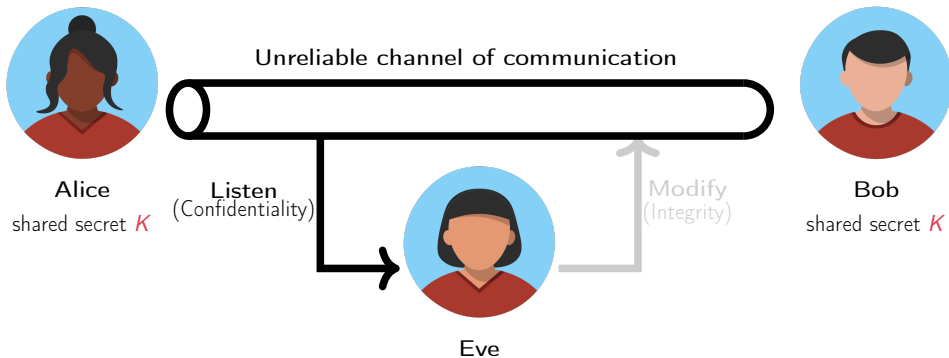 Unreliable channel of communication
Alice
shared secret K
Listen
(Confidentiality)
Modify
(Integrity)
Bob
shared secret K
Eve